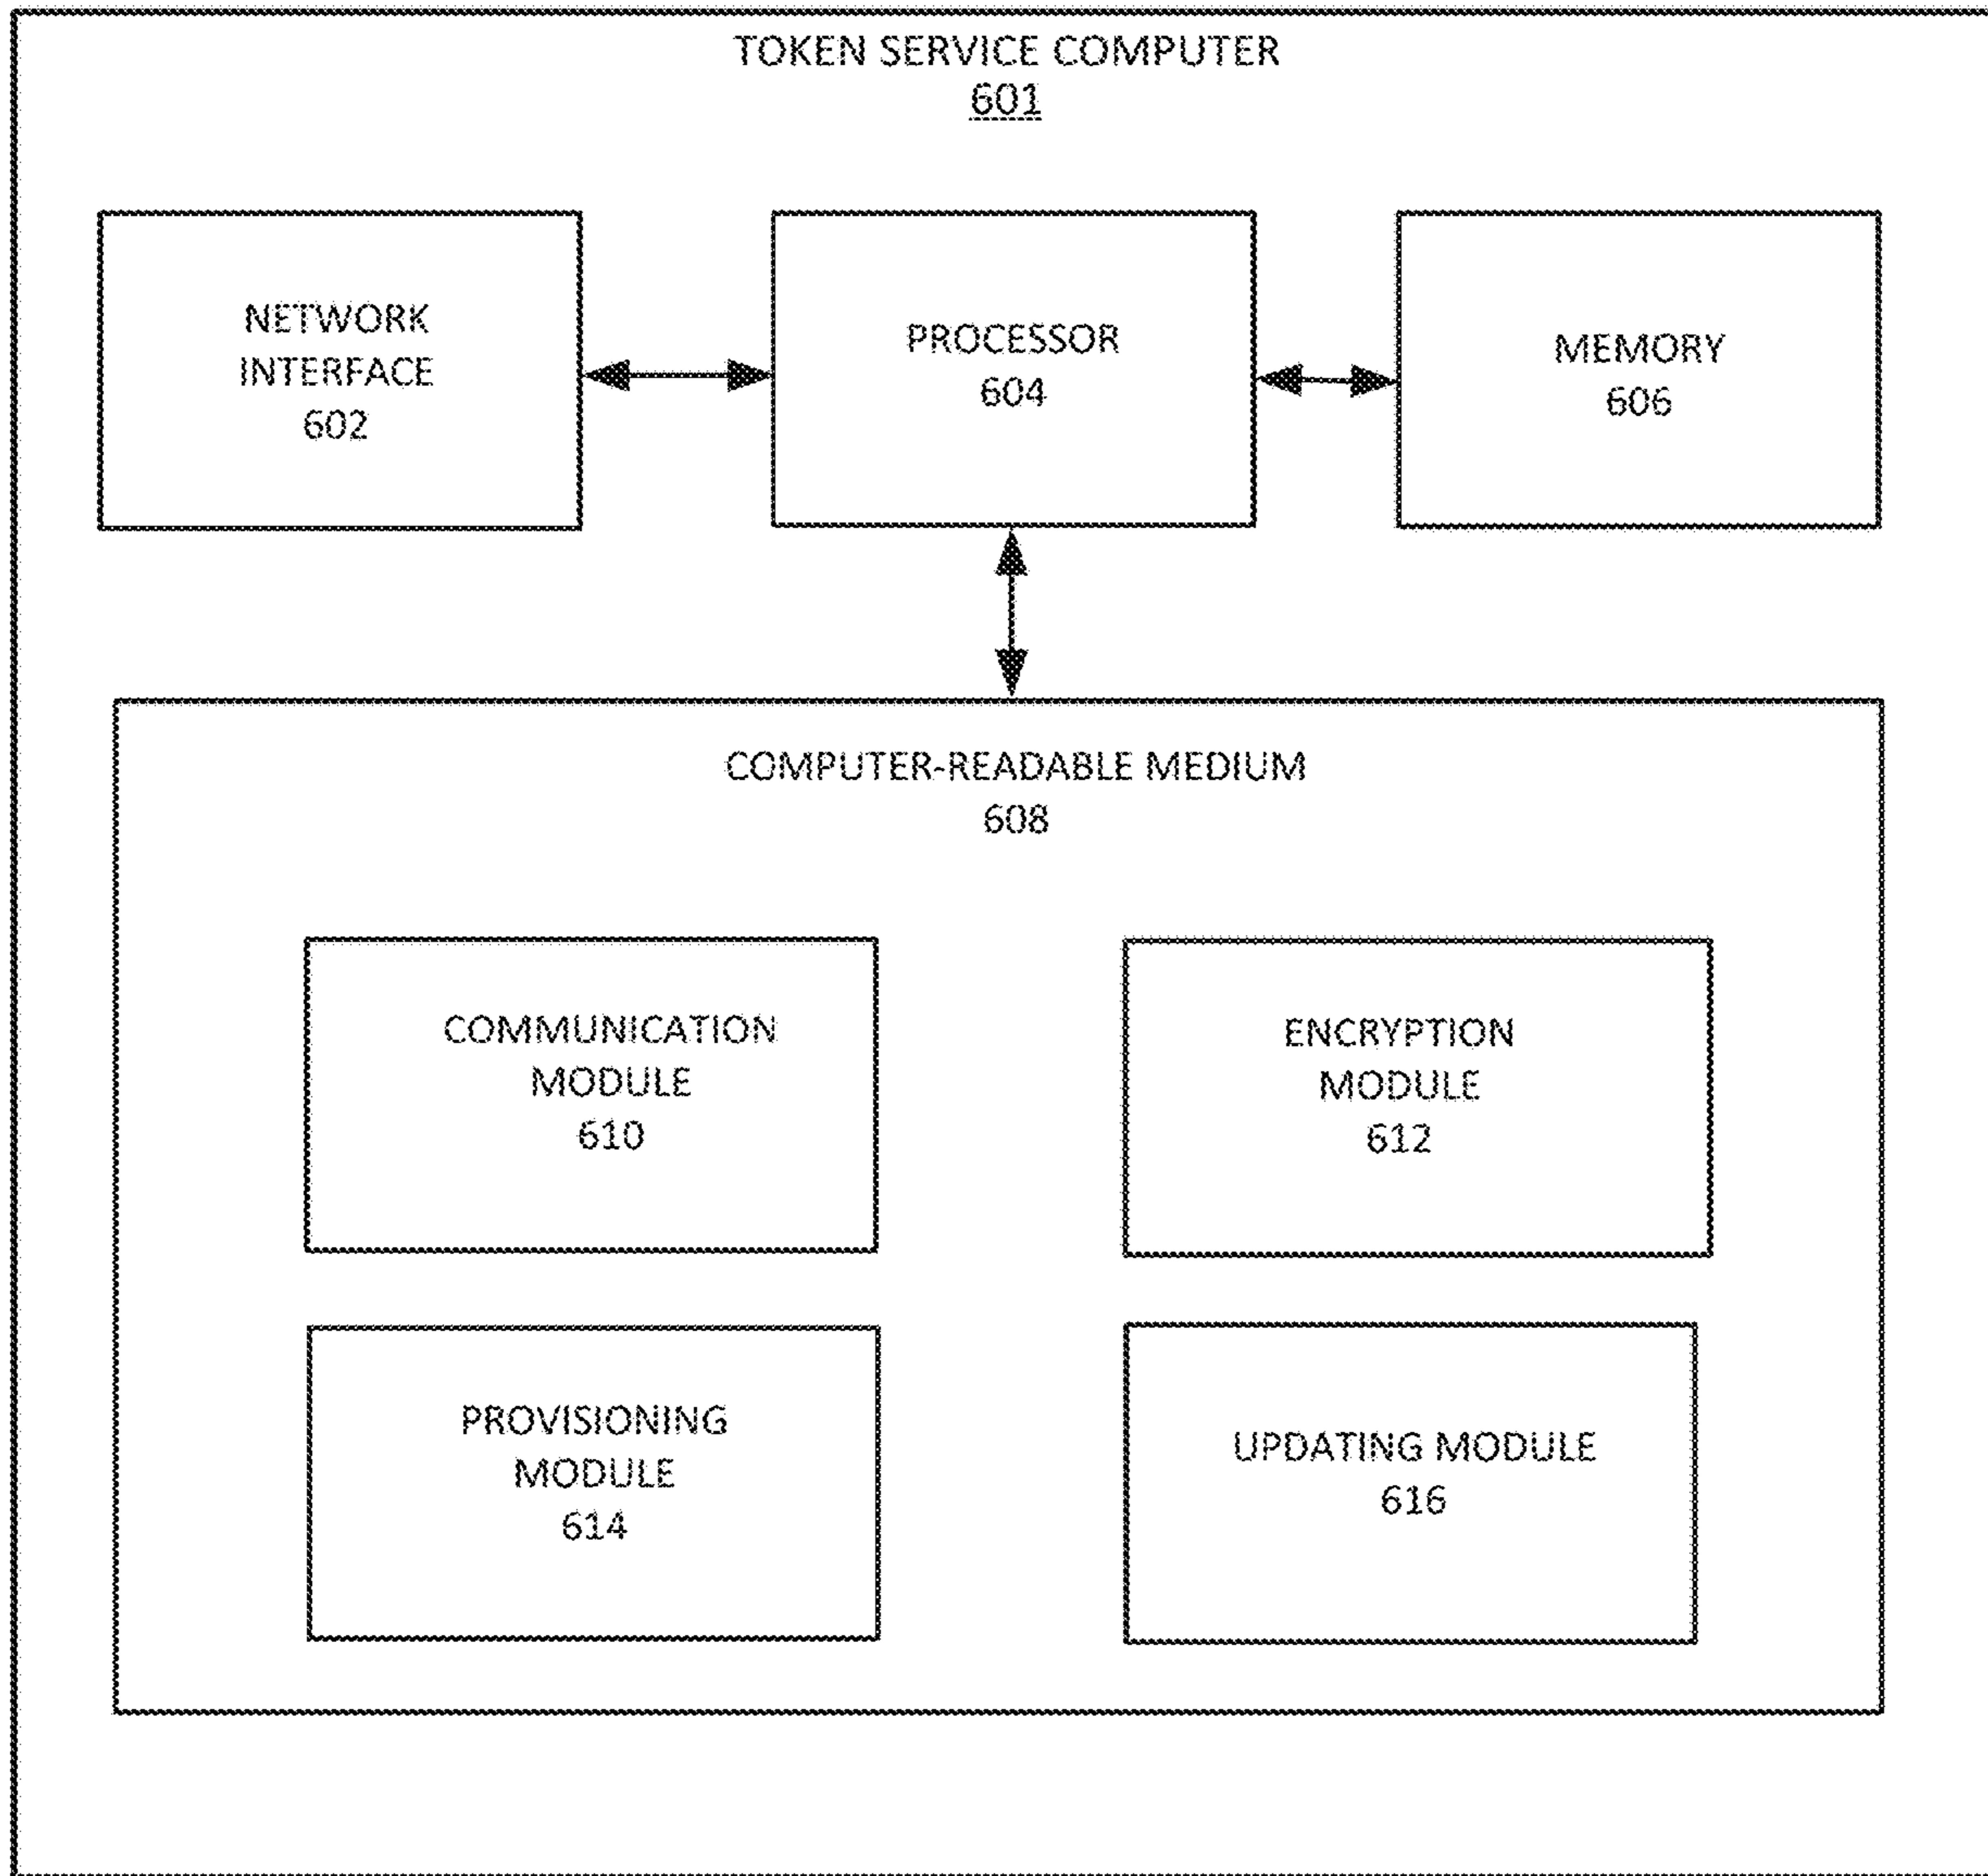 TOKEN SERVICE COMPUTER
601
NETWORK
INTERFACE
602
PROCESSOR
604
MEMORY
606
COMPUTER-READABLE MEDIUM
608
COMMUNICATION
MODULE
610
ENCRYPTION
MODULE
612
PROVISIONING
MODULE
614
UPDATING MODULE
616